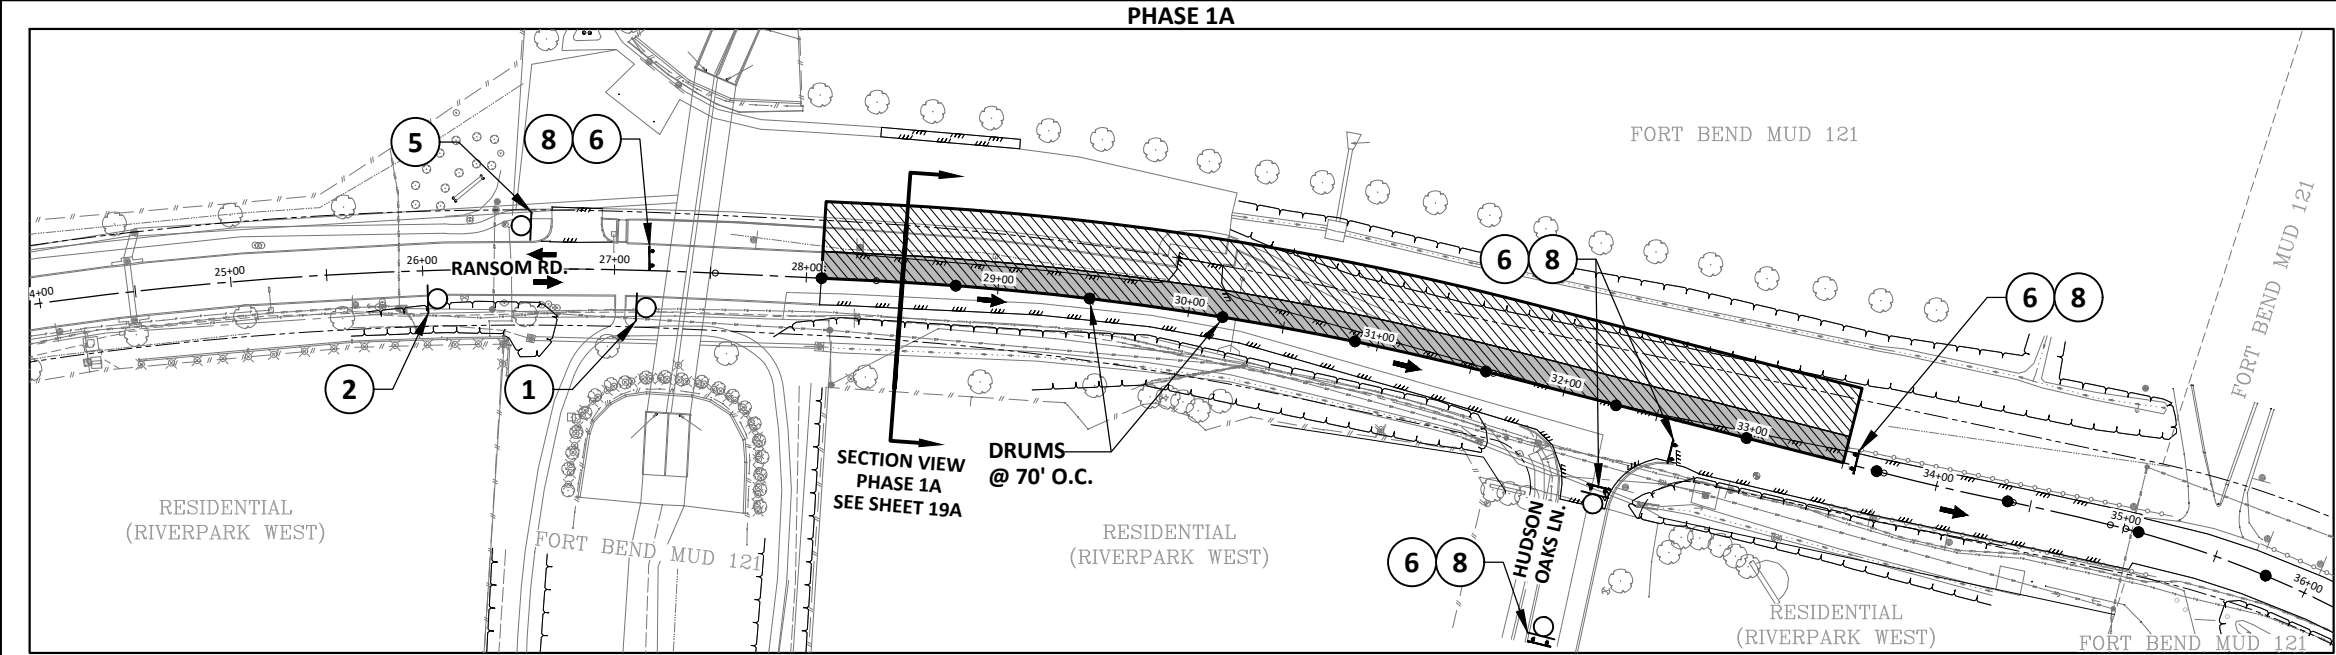 PHASE 1A
FORT BEND MUD 121
5
8 6
6 8
6 8
FORT BEND MUD 121
4+00
25+00
26+00
RANSOM RD.
27+00
28+00
29+00
30+00
31+00
32+00
33+00
34+00
35+00
36+00
2
1
SECTION VIEW
PHASE 1A
SEE SHEET 19A
DRUMS
@ 70' O.C.
RESIDENTIAL
(RIVERPARK WEST)
FORT BEND MUD 121
RESIDENTIAL
(RIVERPARK WEST)
6 8
HUDSON
OAKS LN.
RESIDENTIAL
(RIVERPARK WEST)
FORT BEND MUD 121